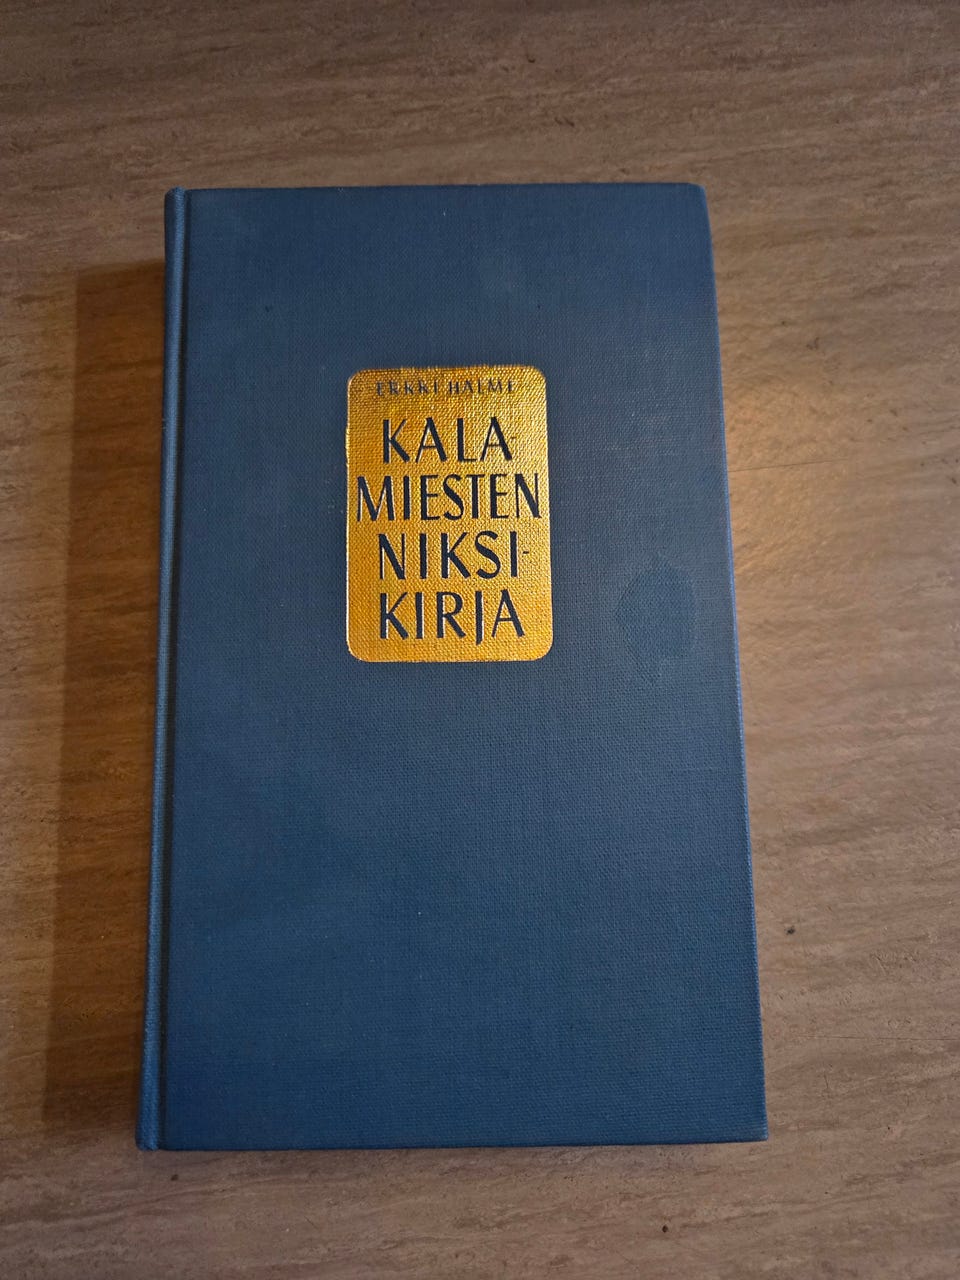 ERKKI HALME
KALA-
MIESTEN
NIKSI-
KIRJA